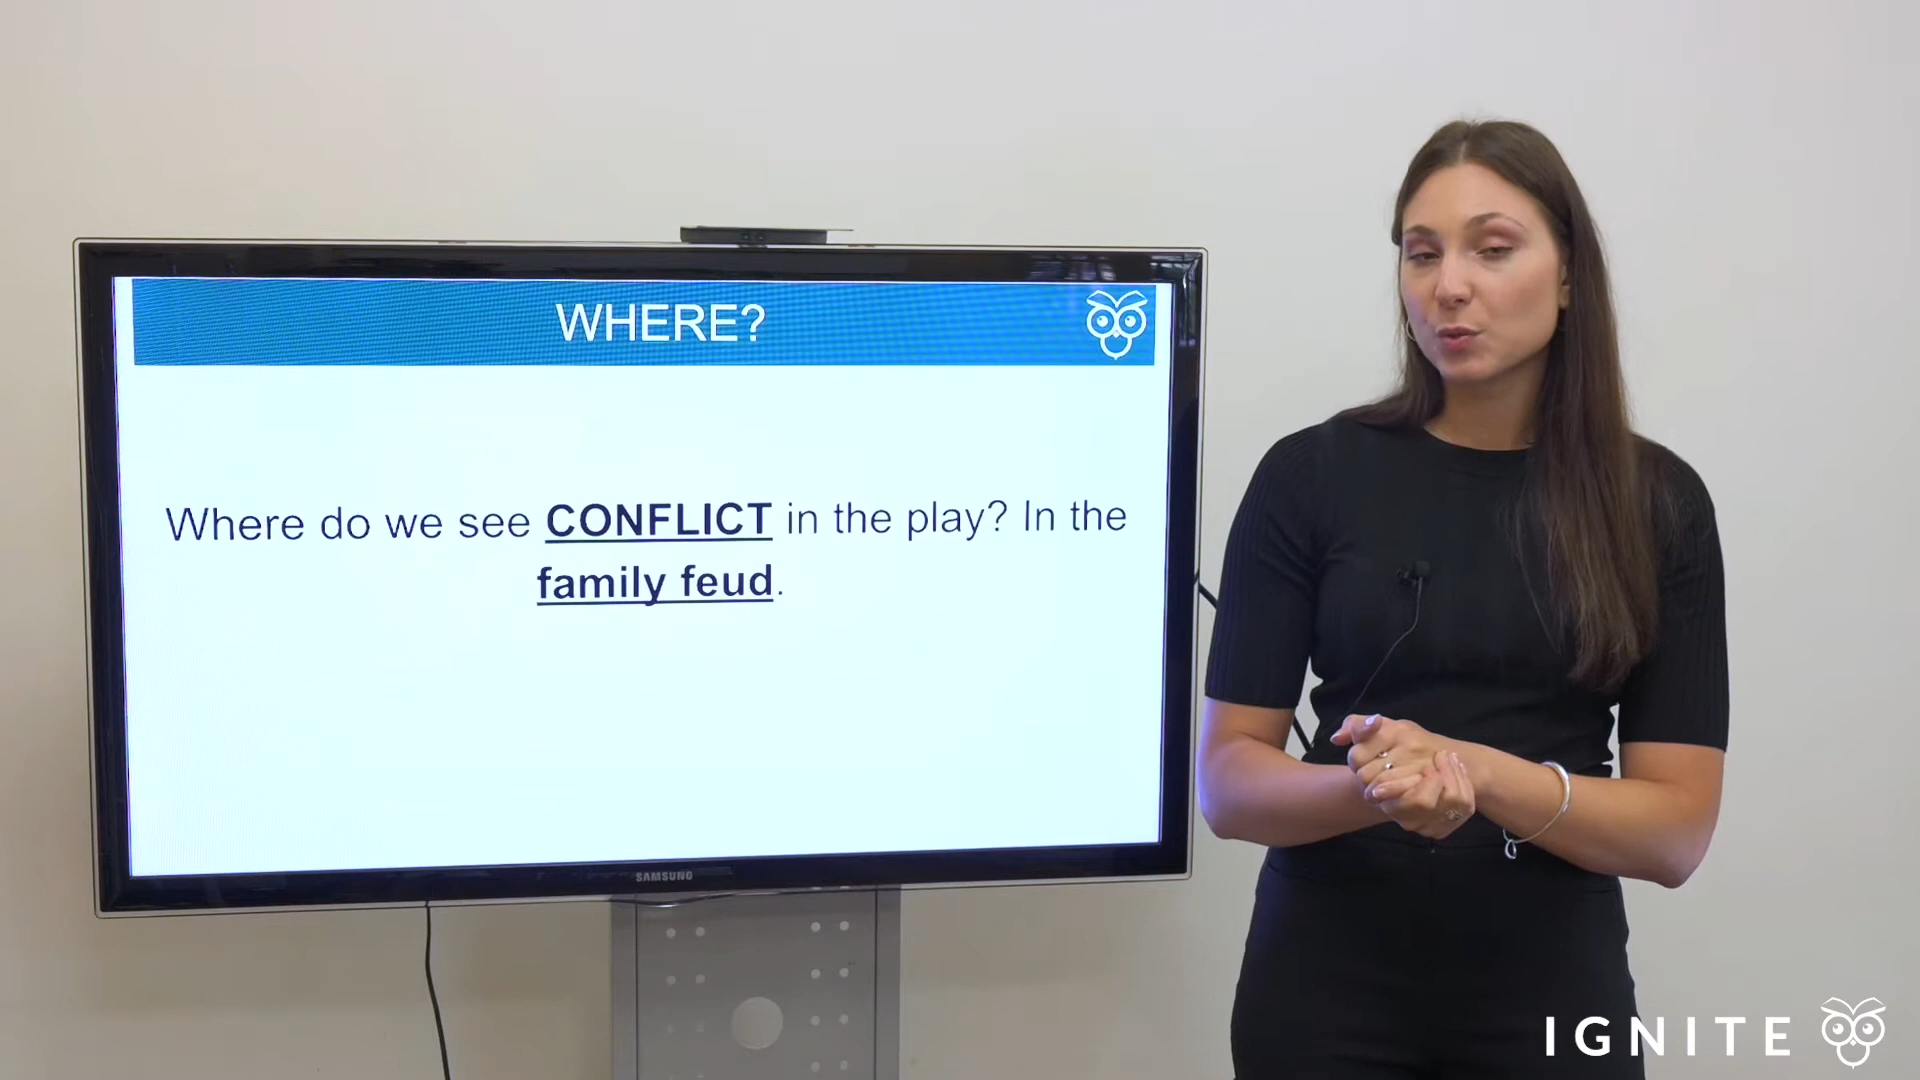 WHERE?
Where do we see CONFLICT in the play? In the
family feud.
SAMSUNG
IGNITE